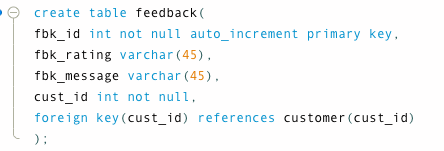 create table feedback(
fbk_id int not null auto_increment primary key,
fbk_rating varchar(45),
fbk_message varchar(45),
cust_id int not null,
foreign key(cust_id) references customer(cust_id)
);